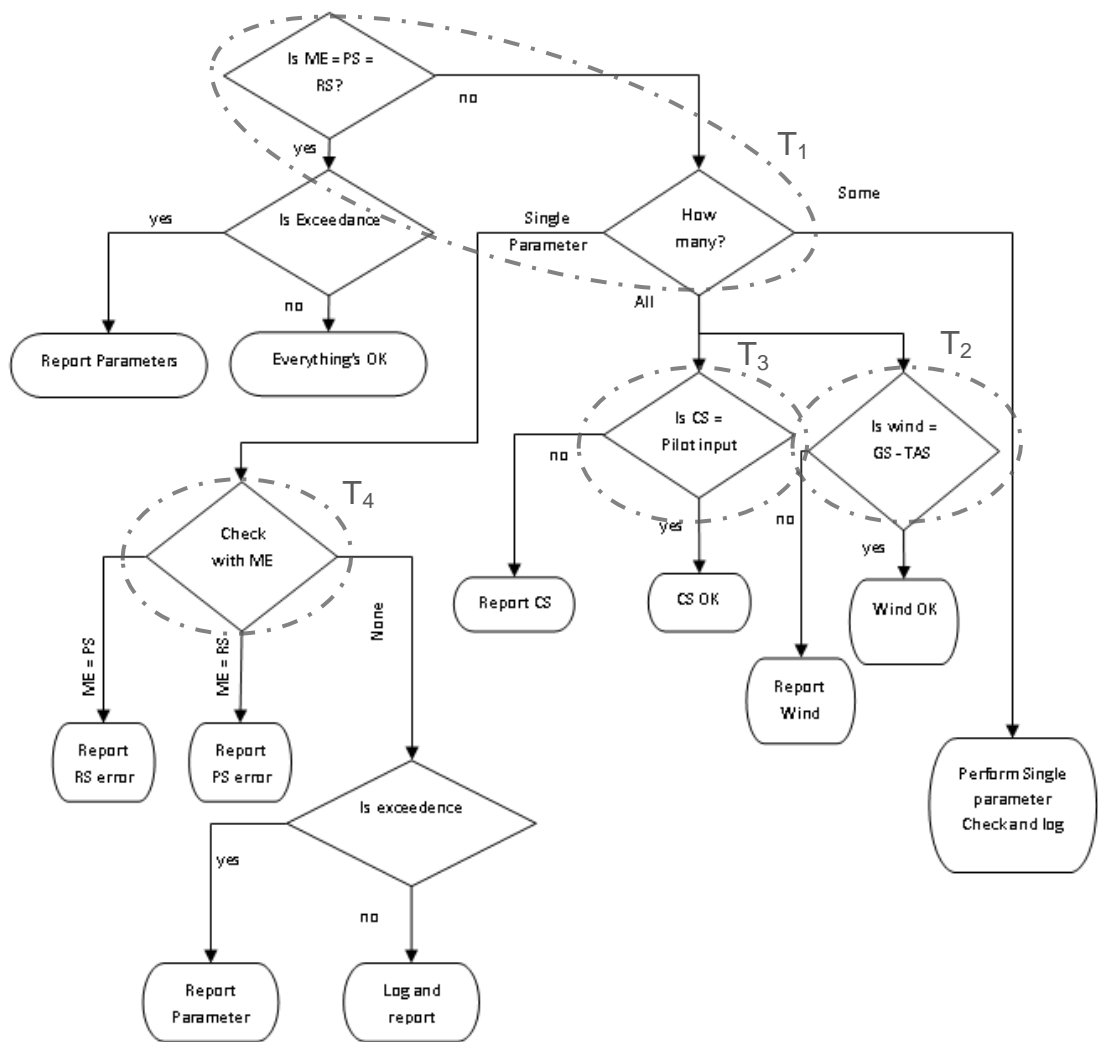 Is ME = PS =
RS?
no
yes
T1
Is Exceedance
yes
no
Report Parameters
Everything's OK
How
many?
Single
Parameter
Some
All
T3
T2
Is CS =
Pilot input
no
yes
Report CS
CS OK
Is wind =
GS - TAS
no
yes
Wind OK
Report
Wind
T4
Check
with ME
ME = PS
ME = RS
None
Report
RS error
Report
PS error
Perform Single
parameter
Check and log
Is exceedence
yes
no
Report
Parameter
Log and
report